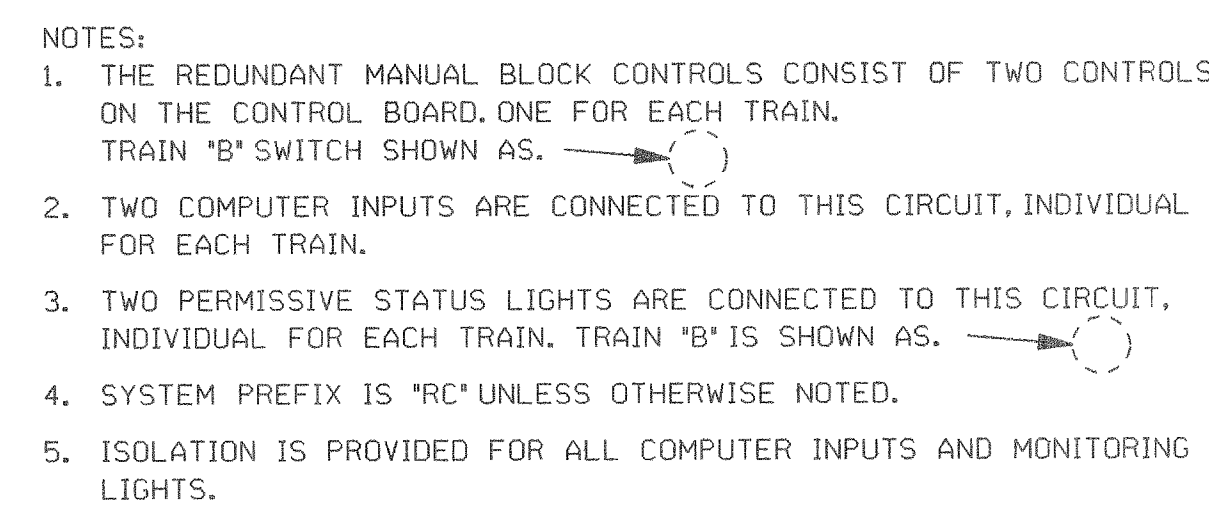 NOTES:
1. THE REDUNDANT MANUAL BLOCK CONTROLS CONSIST OF TWO CONTROLS
ON THE CONTROL BOARD. ONE FOR EACH TRAIN.
TRAIN "B" SWITCH SHOWN AS.
2. TWO COMPUTER INPUTS ARE CONNECTED TO THIS CIRCUIT, INDIVIDUAL
FOR EACH TRAIN.
3. TWO PERMISSIVE STATUS LIGHTS ARE CONNECTED TO THIS CIRCUIT,
INDIVIDUAL FOR EACH TRAIN. TRAIN "B" IS SHOWN AS.
4. SYSTEM PREFIX IS "RC" UNLESS OTHERWISE NOTED.
5. ISOLATION IS PROVIDED FOR ALL COMPUTER INPUTS AND MONITORING
LIGHTS.